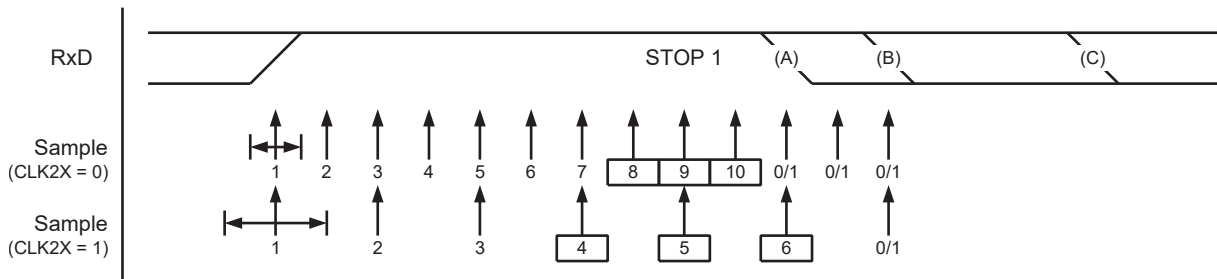 RxD STOP 1 (A) (B) (C)
Sample
(CLK2X = 0) 1 2 3 4 5 6 7 8 9 10 0/1 0/1 0/1
Sample
(CLK2X = 1) 1 2 3 4 5 6 0/1